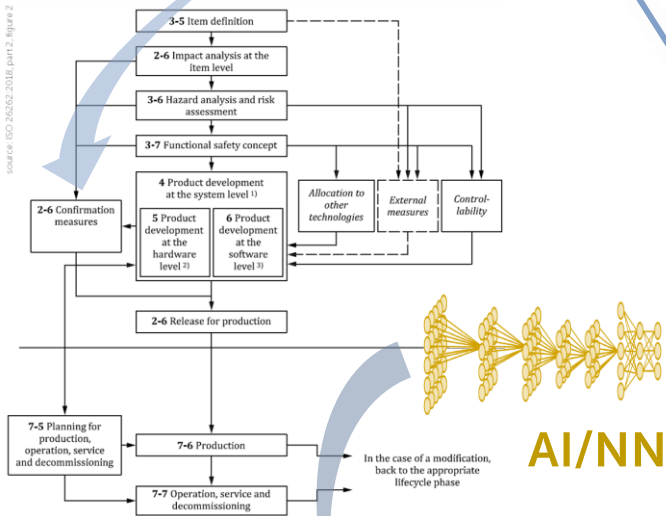 source: ISO 26262:2018, part 2, figure 2
3-5 Item definition
2-6 Impact analysis at the
item level
3-6 Hazard analysis and risk
assessment
3-7 Functional safety concept
4 Product development
at the system level 1)
5 Product
development
at the
hardware
level 2)
6 Product
development
at the
software
level 3)
Allocation to
other
technologies
External
measures
Control-
lability
2-6 Confirmation
measures
2-6 Release for production
7-5 Planning for
production,
operation, service
and decommissioning
7-6 Production
7-7 Operation, service and
decommissioning
In the case of a modification,
back to the appropriate
lifecycle phase
AI/NN